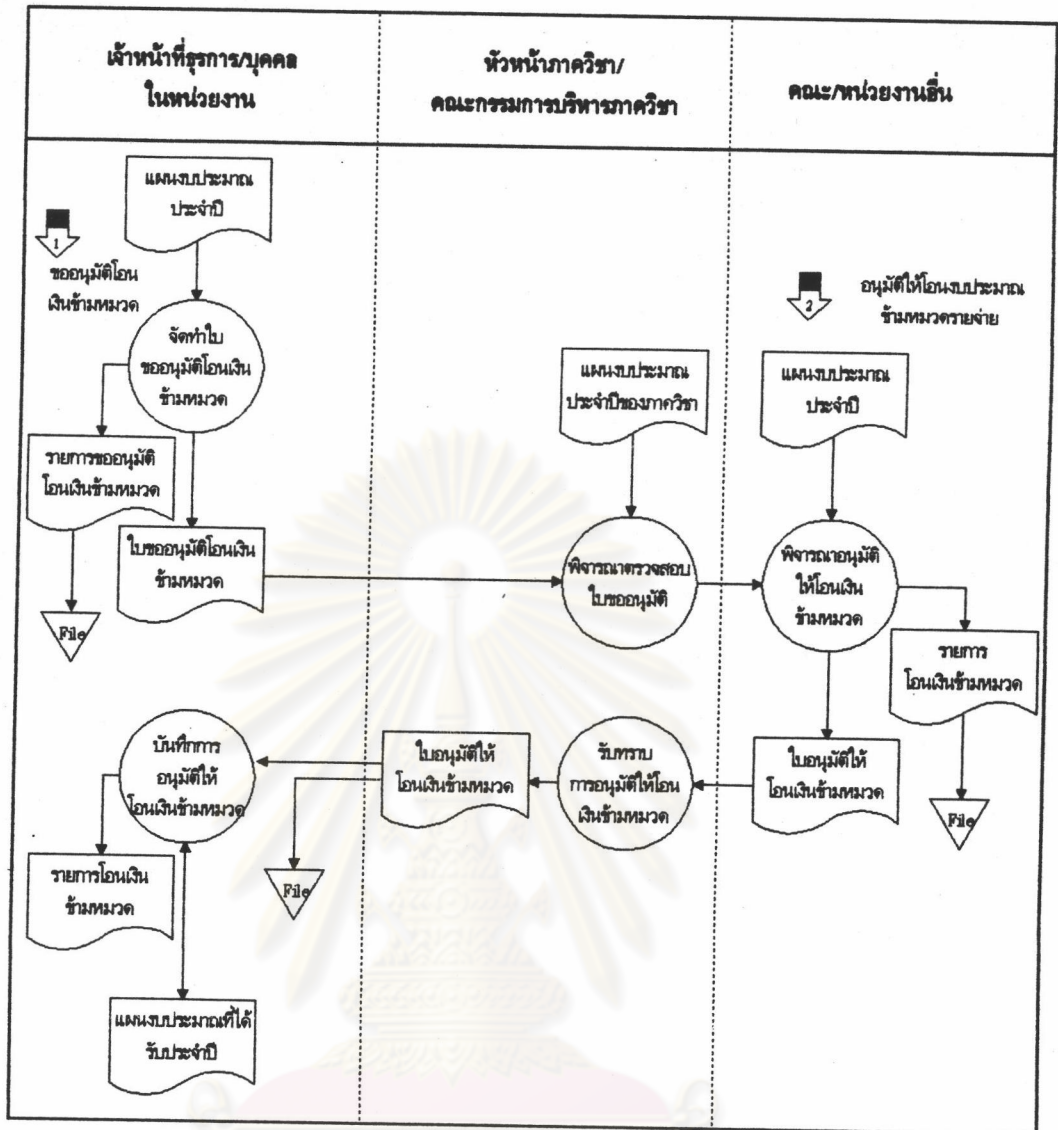 เจ้าหน้าที่ธุรการ/บุคคล
ในหน่วยงาน
หัวหน้าภาควิชา/
คณะกรรมการบริหารภาควิชา
คณะ/หน่วยงานอื่น
แผนงบประมาณ
ประจำปี
1
ขออนุมัติโอน
เงินข้ามหมวด
จัดทำใบ
ขออนุมัติโอนเงิน
ข้ามหมวด
รายการขออนุมัติ
โอนเงินข้ามหมวด
ใบขออนุมัติโอนเงิน
ข้ามหมวด
File
แผนงบประมาณ
ประจำปีของภาควิชา
พิจารณาตรวจสอบ
ใบขออนุมัติ
2
อนุมัติให้โอนงบประมาณ
ข้ามหมวดรายจ่าย
แผนงบประมาณ
ประจำปี
พิจารณาอนุมัติ
ให้โอนเงิน
ข้ามหมวด
รายการ
โอนเงินข้ามหมวด
File
ใบอนุมัติให้
โอนเงินข้ามหมวด
รับทราบ
การอนุมัติให้โอน
เงินข้ามหมวด
ใบอนุมัติให้
โอนเงินข้ามหมวด
File
บันทึกการ
อนุมัติให้
โอนเงินข้ามหมวด
รายการโอนเงิน
ข้ามหมวด
แผนงบประมาณที่ได้
รับประจำปี